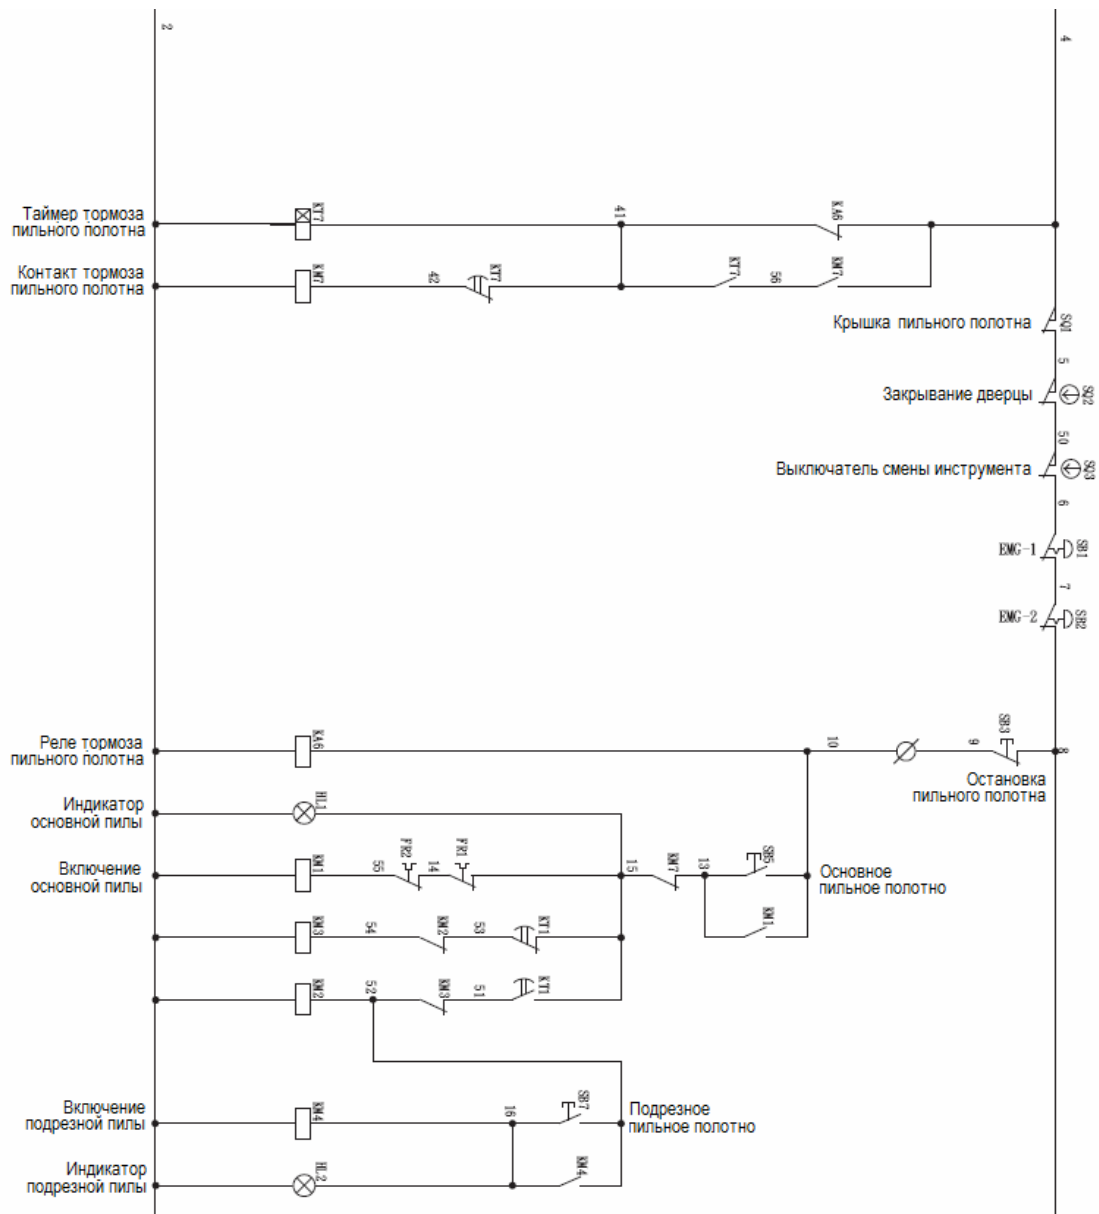 2
4
Таймер тормоза
пильного полотна
KT7
41
KA6
Контакт тормоза
пильного полотна
KM7
42
KT7
KT7
56
KM7
Крышка пильного полотна
SQ1
5
Закрывание дверцы
SQ2
50
Выключатель смены инструмента
SQ3
6
EMG-1
SB1
7
EMG-2
SB2
Реле тормоза
пильного полотна
KA6
10
9
SB3
8
Остановка
пильного полотна
Индикатор
основной пилы
HL1
Включение
основной пилы
KM1
55
FR2
14
FR1
15
KM7
13
SB5
Основное
пильное полотно
KM1
KM3
54
KM2
53
KT1
KM2
52
KM3
51
KT1
Включение
подрезной пилы
KM4
16
SB7
Подрезное
пильное полотно
Индикатор
подрезной пилы
HL2
KM4